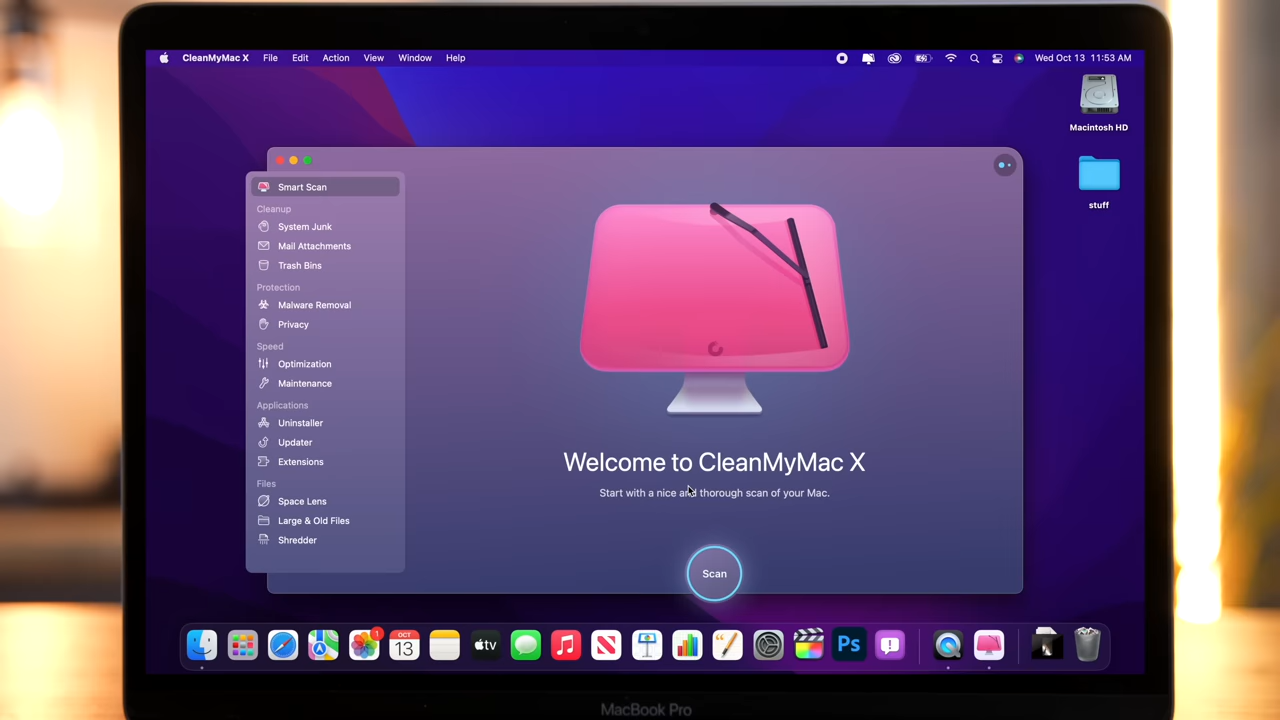 CleanMyMac X File Edit Action View Window Help Wed Oct 13 11:53 AM
Macintosh HD
stuff
Smart Scan
Cleanup
System Junk
Mail Attachments
Trash Bins
Protection
Malware Removal
Privacy
Speed
Optimization
Maintenance
Applications
Uninstaller
Updater
Extensions
Files
Space Lens
Large & Old Files
Shredder
Welcome to CleanMyMac X
Start with a nice and thorough scan of your Mac.
Scan
1
OCT
13
tv
Ps
MacBook Pro